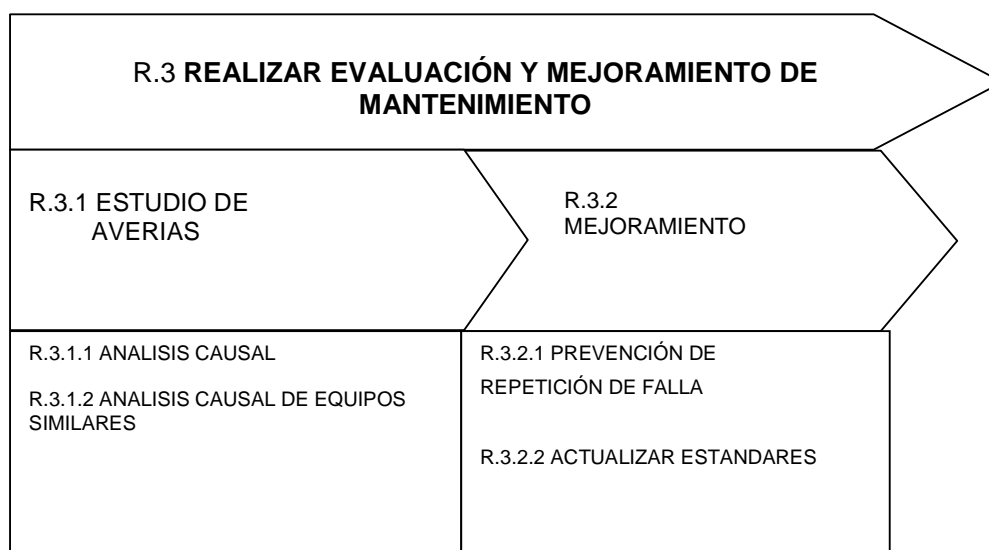 R.3 REALIZAR EVALUACIÓN Y MEJORAMIENTO DE
MANTENIMIENTO
R.3.1 ESTUDIO DE
AVERIAS
R.3.2
MEJORAMIENTO
R.3.1.1 ANALISIS CAUSAL
R.3.1.2 ANALISIS CAUSAL DE EQUIPOS
SIMILARES
R.3.2.1 PREVENCIÓN DE
REPETICIÓN DE FALLA
R.3.2.2 ACTUALIZAR ESTANDARES